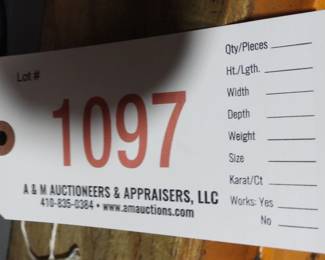 Lot #
1097
A & M AUCTIONEERS & APPRAISERS, LLC
410-835-0384 • www.amauctions.com
Qty/Pieces
Ht./Lgth.
Width
Depth
Weight
Size
Karat/Ct
Works: Yes
No